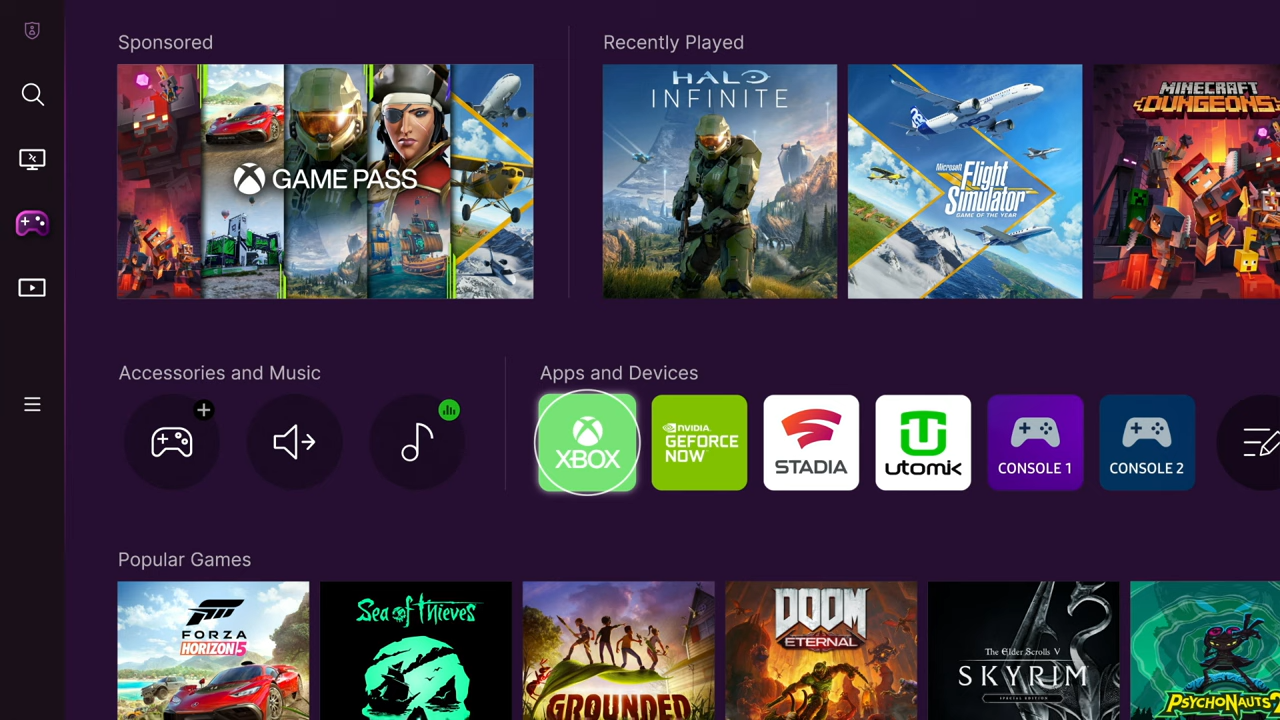 Sponsored
GAME PASS
Recently Played
HALO
INFINITE
Microsoft
Flight
Simulator
GAME OF THE YEAR
MINECRAFT
DUNGEONS
Accessories and Music
Apps and Devices
XBOX
NVIDIA.
GEFORCE
NOW
STADIA
utomik
CONSOLE 1
CONSOLE 2
Popular Games
FORZA
HORIZON 5
Sea of Thieves
GROUNDED
DOOM
ETERNAL
The Elder Scrolls V
SKYRIM
SPECIAL EDITION
PSYCHONAUTS 2